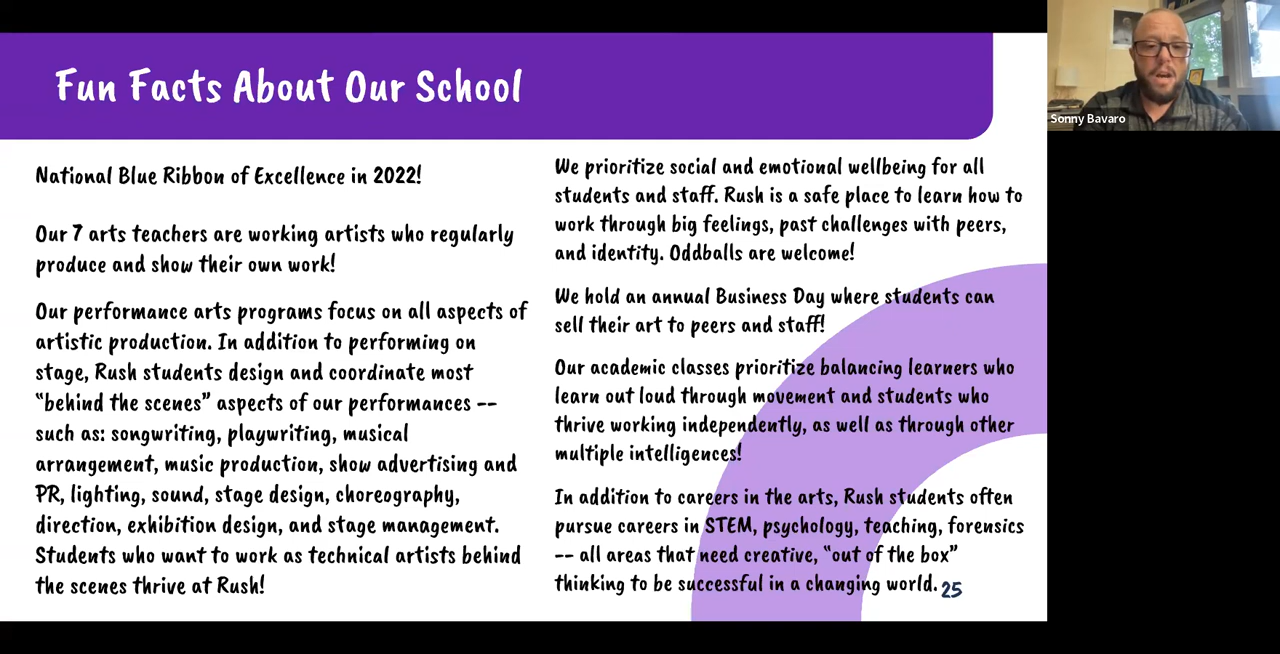 Fun Facts About Our School
National Blue Ribbon of Excellence in 2022!
Our 7 arts teachers are working artists who regularly
produce and show their own work!
Our performance arts programs focus on all aspects of
artistic production. In addition to performing on
stage, Rush students design and coordinate most
"behind the scenes" aspects of our performances --
such as: songwriting, playwriting, musical
arrangement, music production, show advertising and
PR, lighting, sound, stage design, choreography,
direction, exhibition design, and stage management.
Students who want to work as technical artists behind
the scenes thrive at Rush!
We prioritize social and emotional wellbeing for all
students and staff. Rush is a safe place to learn how to
work through big feelings, past challenges with peers,
and identity. Oddballs are welcome!
We hold an annual Business Day where students can
sell their art to peers and staff!
Our academic classes prioritize balancing learners who
learn out loud through movement and students who
thrive working independently, as well as through other
multiple intelligences!
In addition to careers in the arts, Rush students often
pursue careers in STEM, psychology, teaching, forensics
-- all areas that need creative, "out of the box"
thinking to be successful in a changing world.
25
Sonny Bavaro